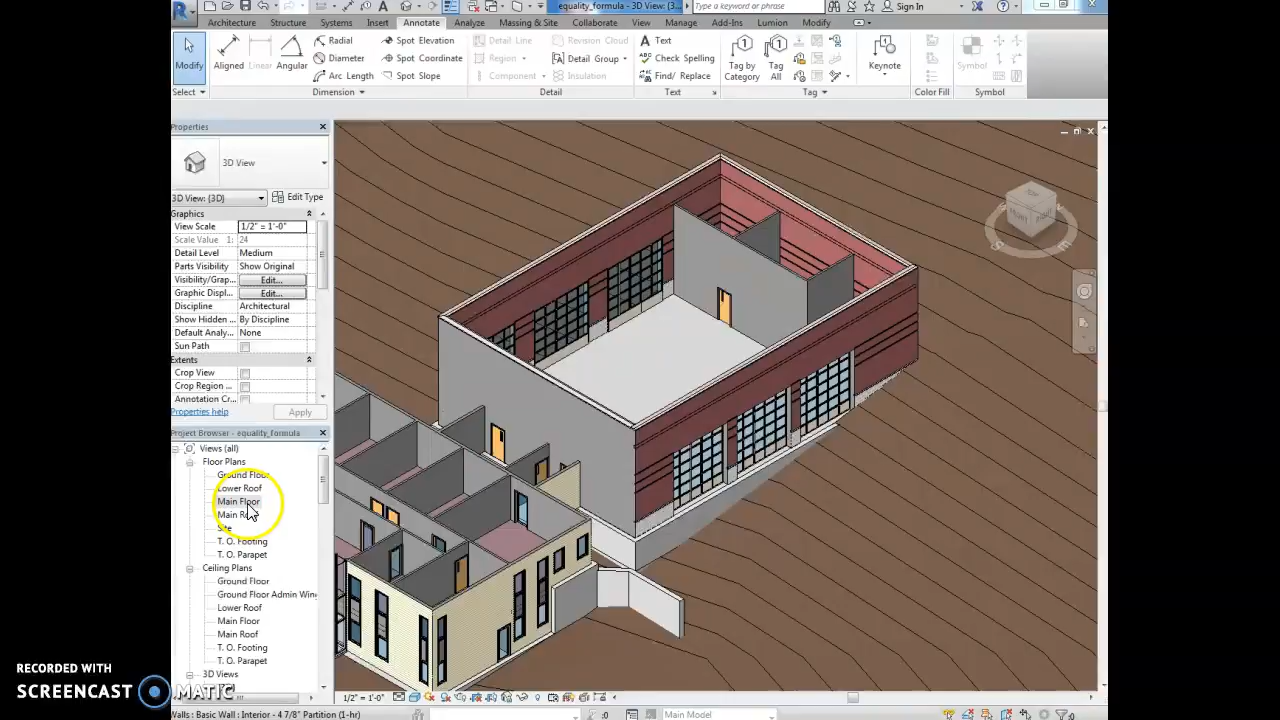 equality_formula - 3D View: {3...
Type a keyword or phrase
Sign In
Architecture Structure Systems Insert Annotate Analyze Massing & Site Collaborate View Manage Add-Ins Lumion Modify
Modify
Aligned Linear Angular
Radial
Diameter
Arc Length
Spot Elevation
Spot Coordinate
Spot Slope
Detail Line
Region
Component
Revision Cloud
Detail Group
Insulation
Text
Check Spelling
Find/ Replace
Tag by Category
Tag All
Keynote
Symbol
Select Dimension Detail Text Tag Color Fill Symbol
Properties
3D View
3D View: {3D} Edit Type
Graphics
View Scale 1/2" = 1'-0"
Scale Value 1: 24
Detail Level Medium
Parts Visibility Show Original
Visibility/Grap... Edit...
Graphic Displ... Edit...
Discipline Architectural
Show Hidden ... By Discipline
Default Analy... None
Sun Path
Extents
Crop View
Crop Region ...
Annotation Cr...
Properties help Apply
Project Browser - equality_formula
Views (all)
Floor Plans
Ground Floor
Lower Roof
Main Floor
Main R
Site
T. O. Footing
T. O. Parapet
Ceiling Plans
Ground Floor
Ground Floor Admin Wing
Lower Roof
Main Floor
Main Roof
T. O. Footing
T. O. Parapet
3D Views
1/2" = 1'-0"
Walls : Basic Wall : Interior - 4 7/8" Partition (1-hr)
:0
Main Model
:0
RECORDED WITH
SCREENCAST MATIC